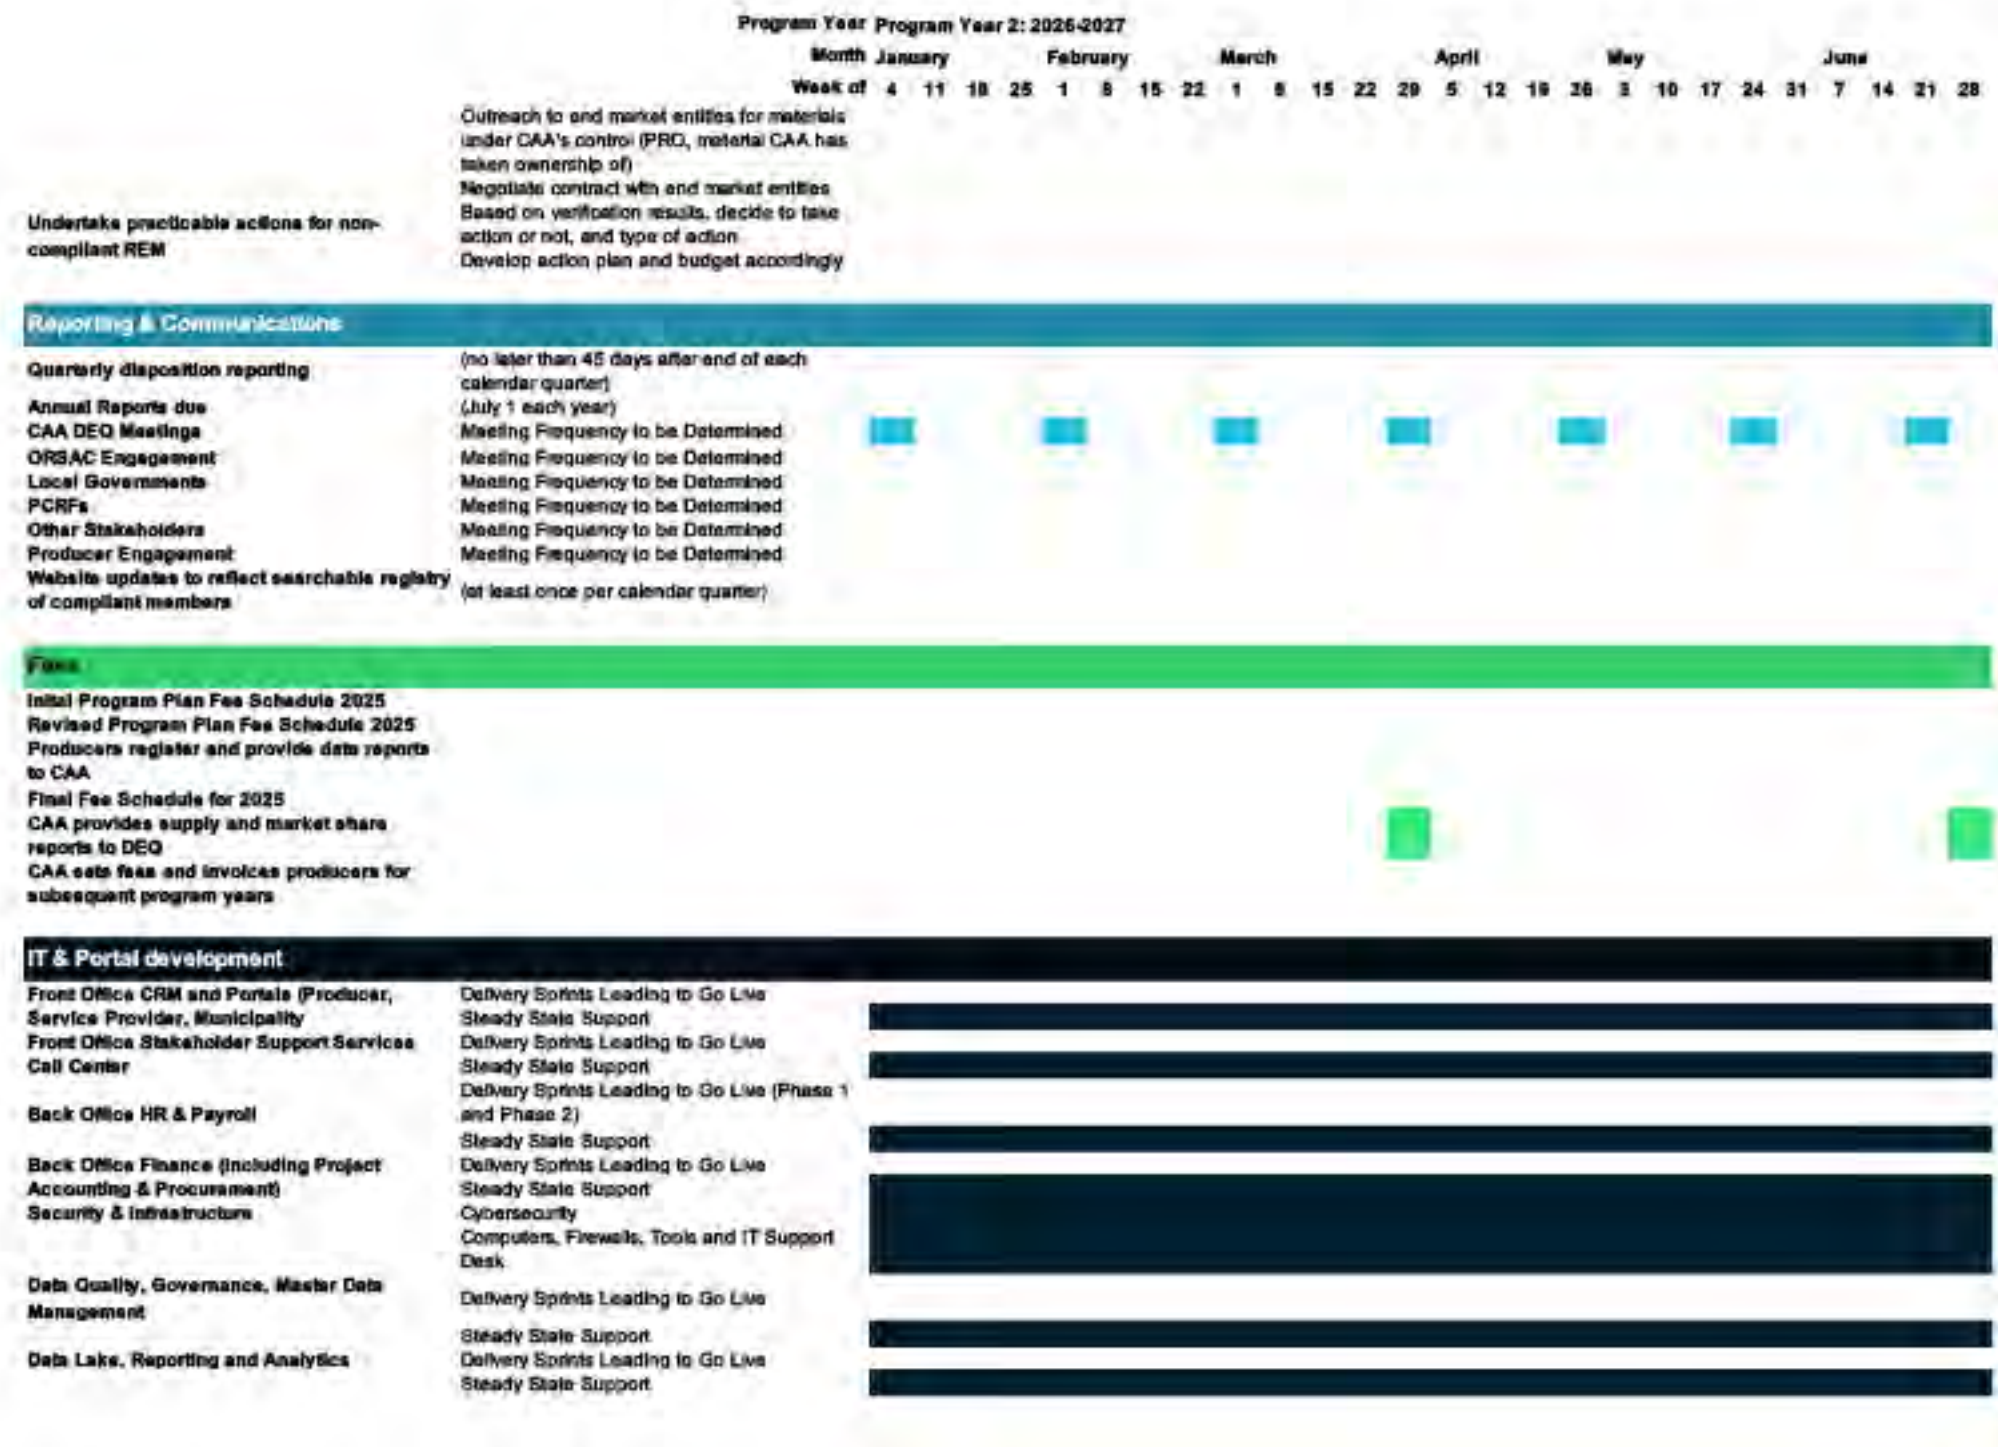 Program Year Program Year 2: 2026-2027
Month January February March April May June
Week of 4 11 18 25 1 8 15 22 1 8 15 22 29 5 12 19 26 3 10 17 24 31 7 14 21 28
Outreach to end market entities for materials
under CAA's control (PRO, material CAA has
taken ownership of)
Negotiate contract with end market entities
Undertake practicable actions for non-
compliant REM
Based on verification results, decide to take
action or not, and type of action
Develop action plan and budget accordingly
Reporting & Communications
Quarterly disposition reporting
(no later than 45 days after end of each
calendar quarter)
Annual Reports due (July 1 each year)
CAA DEQ Meetings Meeting Frequency to be Determined
ORSAC Engagement Meeting Frequency to be Determined
Local Governments Meeting Frequency to be Determined
PCRFs Meeting Frequency to be Determined
Other Stakeholders Meeting Frequency to be Determined
Producer Engagement Meeting Frequency to be Determined
Website updates to reflect searchable registry
of compliant members
(at least once per calendar quarter)
Fees
Inital Program Plan Fee Schedule 2025
Revised Program Plan Fee Schedule 2025
Producers register and provide data reports
to CAA
Final Fee Schedule for 2025
CAA provides supply and market share
reports to DEQ
CAA sets fees and invoices producers for
subsequent program years
IT & Portal development
Front Office CRM and Portals (Producer, Delivery Sprints Leading to Go Live
Service Provider, Municipality Steady State Support
Front Office Stakeholder Support Services Delivery Sprints Leading to Go Live
Call Center Steady State Support
Back Office HR & Payroll
Delivery Sprints Leading to Go Live (Phase 1
and Phase 2)
Steady State Support
Back Office Finance (Including Project Delivery Sprints Leading to Go Live
Accounting & Procurement) Steady State Support
Security & Infrastructure Cybersecurity
Computers, Firewalls, Tools and IT Support
Desk
Data Quality, Governance, Master Data
Management
Delivery Sprints Leading to Go Live
Steady State Support
Data Lake, Reporting and Analytics Delivery Sprints Leading to Go Live
Steady State Support